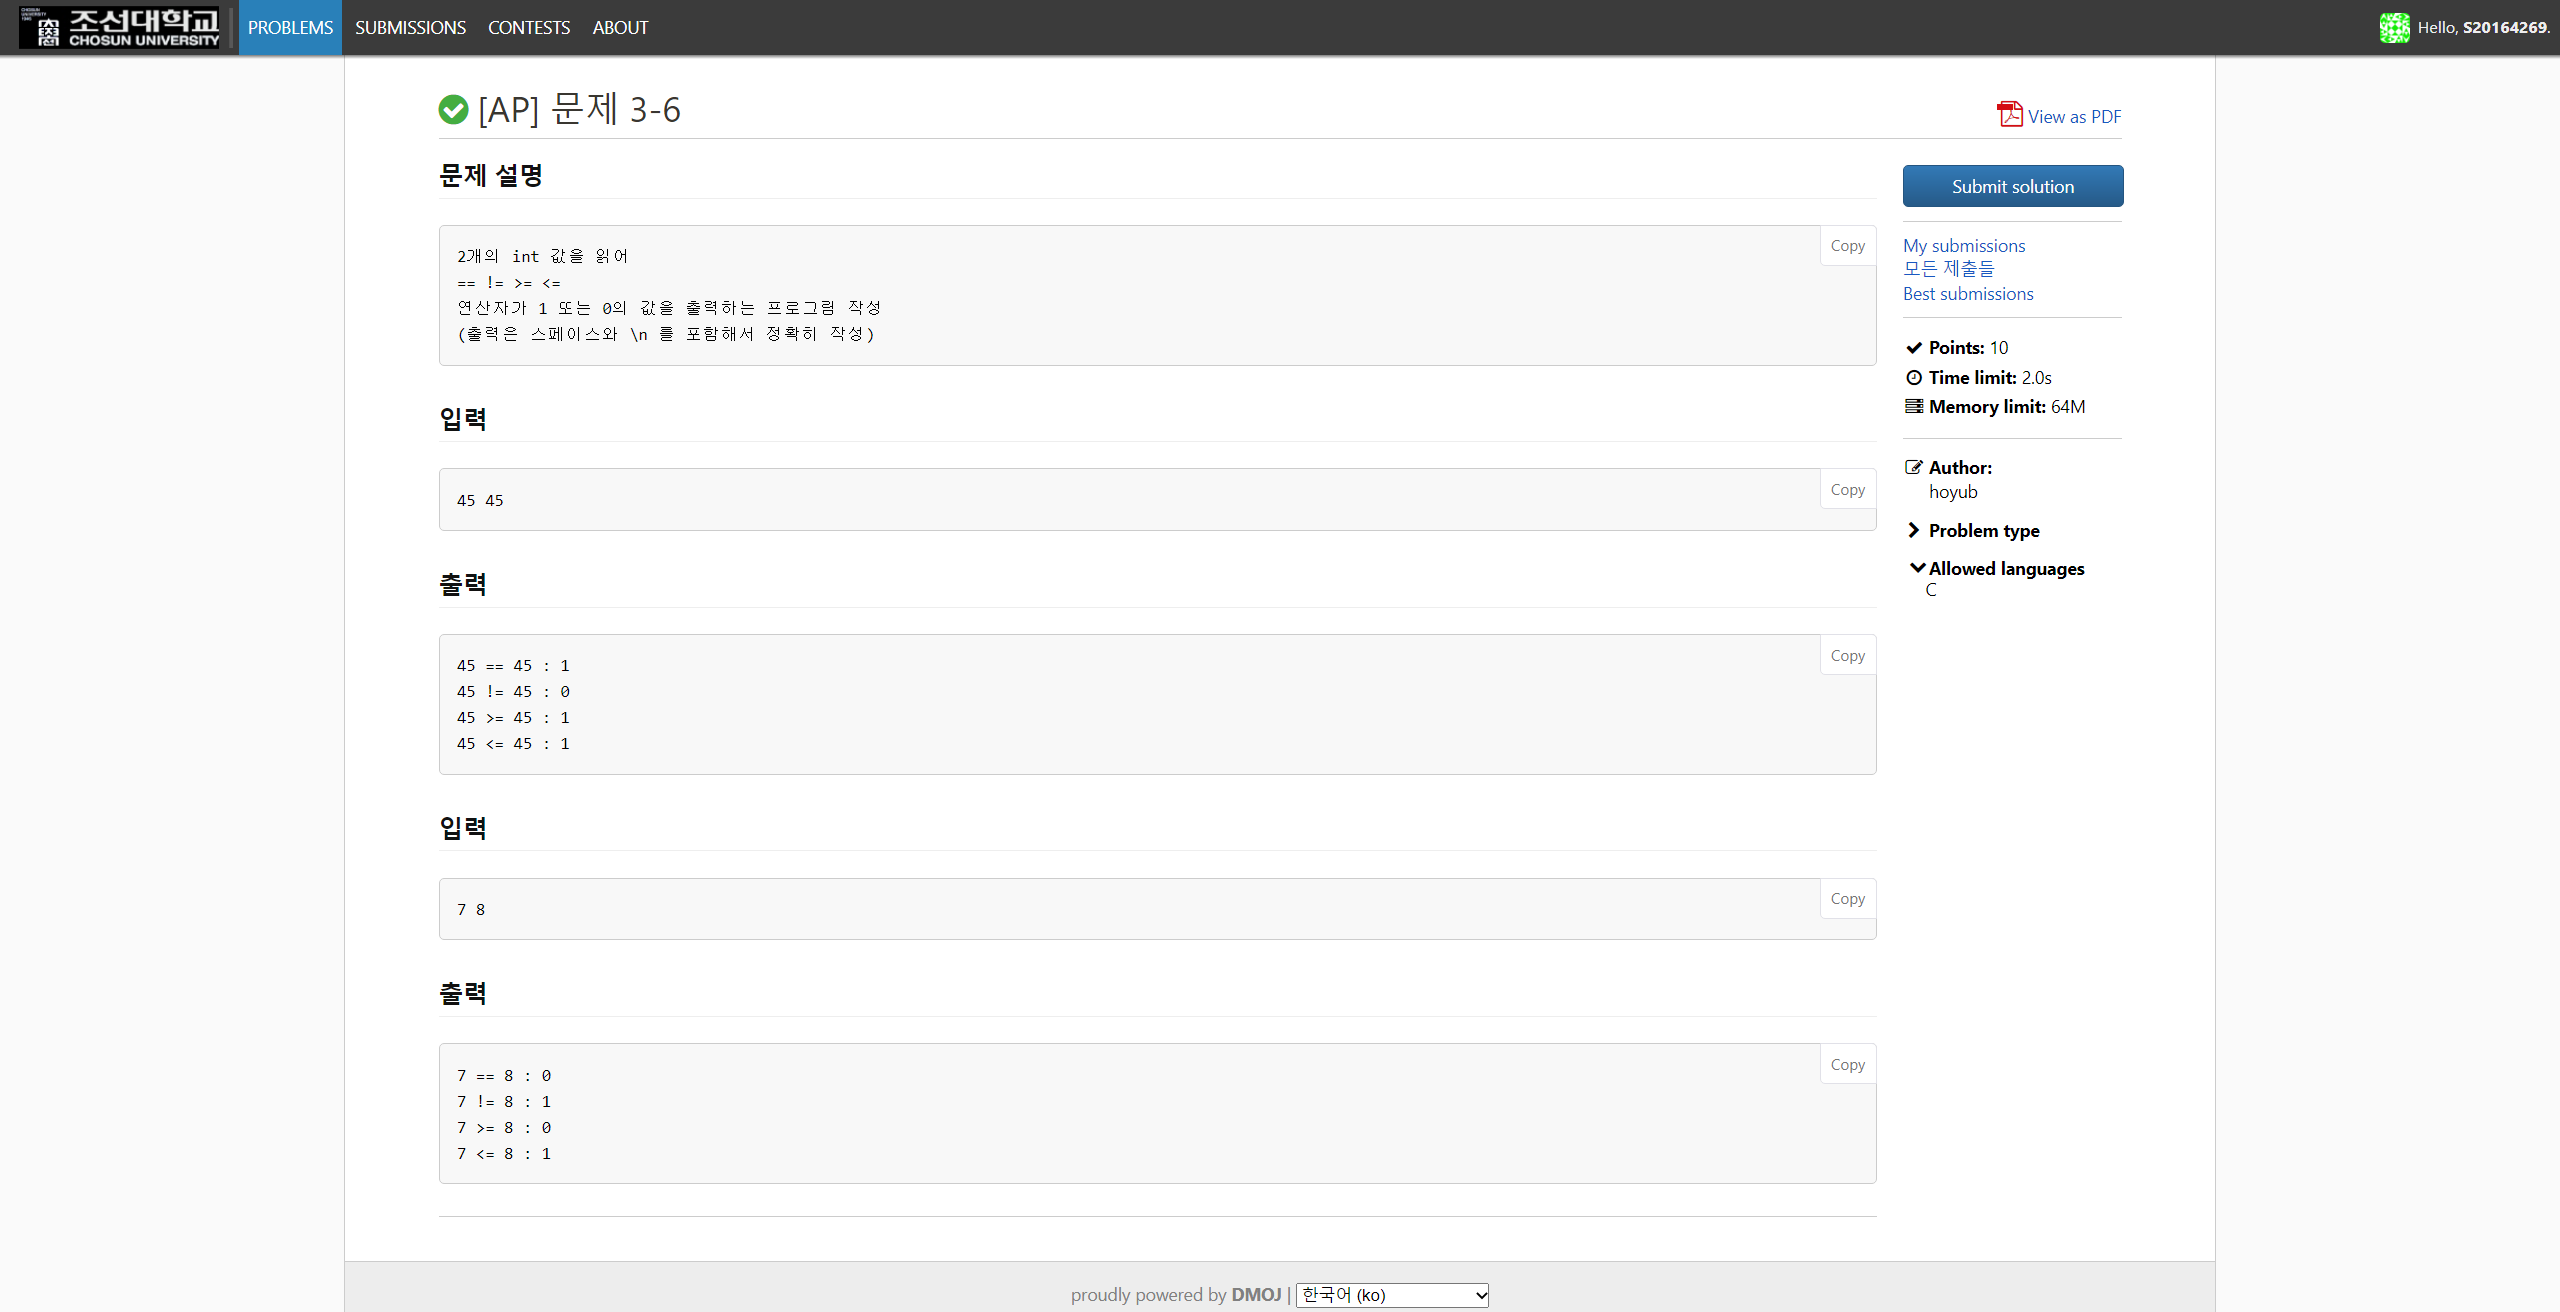 조선대학교
CHOSUN UNIVERSITY
PROBLEMS SUBMISSIONS CONTESTS ABOUT
Hello, S20164269.
[AP] 문제 3-6
View as PDF
문제 설명
Copy
2개의 int 값을 읽어
== != >= <=
연산자가 1 또는 0의 값을 출력하는 프로그램 작성
(출력은 스페이스와 \n 를 포함해서 정확히 작성)
입력
Copy
45 45
출력
Copy
45 == 45 : 1
45 != 45 : 0
45 >= 45 : 1
45 <= 45 : 1
입력
Copy
7 8
출력
Copy
7 == 8 : 0
7 != 8 : 1
7 >= 8 : 0
7 <= 8 : 1
Submit solution
My submissions
모든 제출들
Best submissions
Points: 10
Time limit: 2.0s
Memory limit: 64M
Author:
hoyub
Problem type
Allowed languages
C
proudly powered by DMOJ | 한국어 (ko)